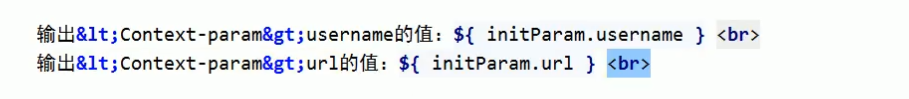 输出&lt;Context-param&gt;username的值：${ initParam.username } <br>
输出&lt;Context-param&gt;url的值：${ initParam.url } <br>